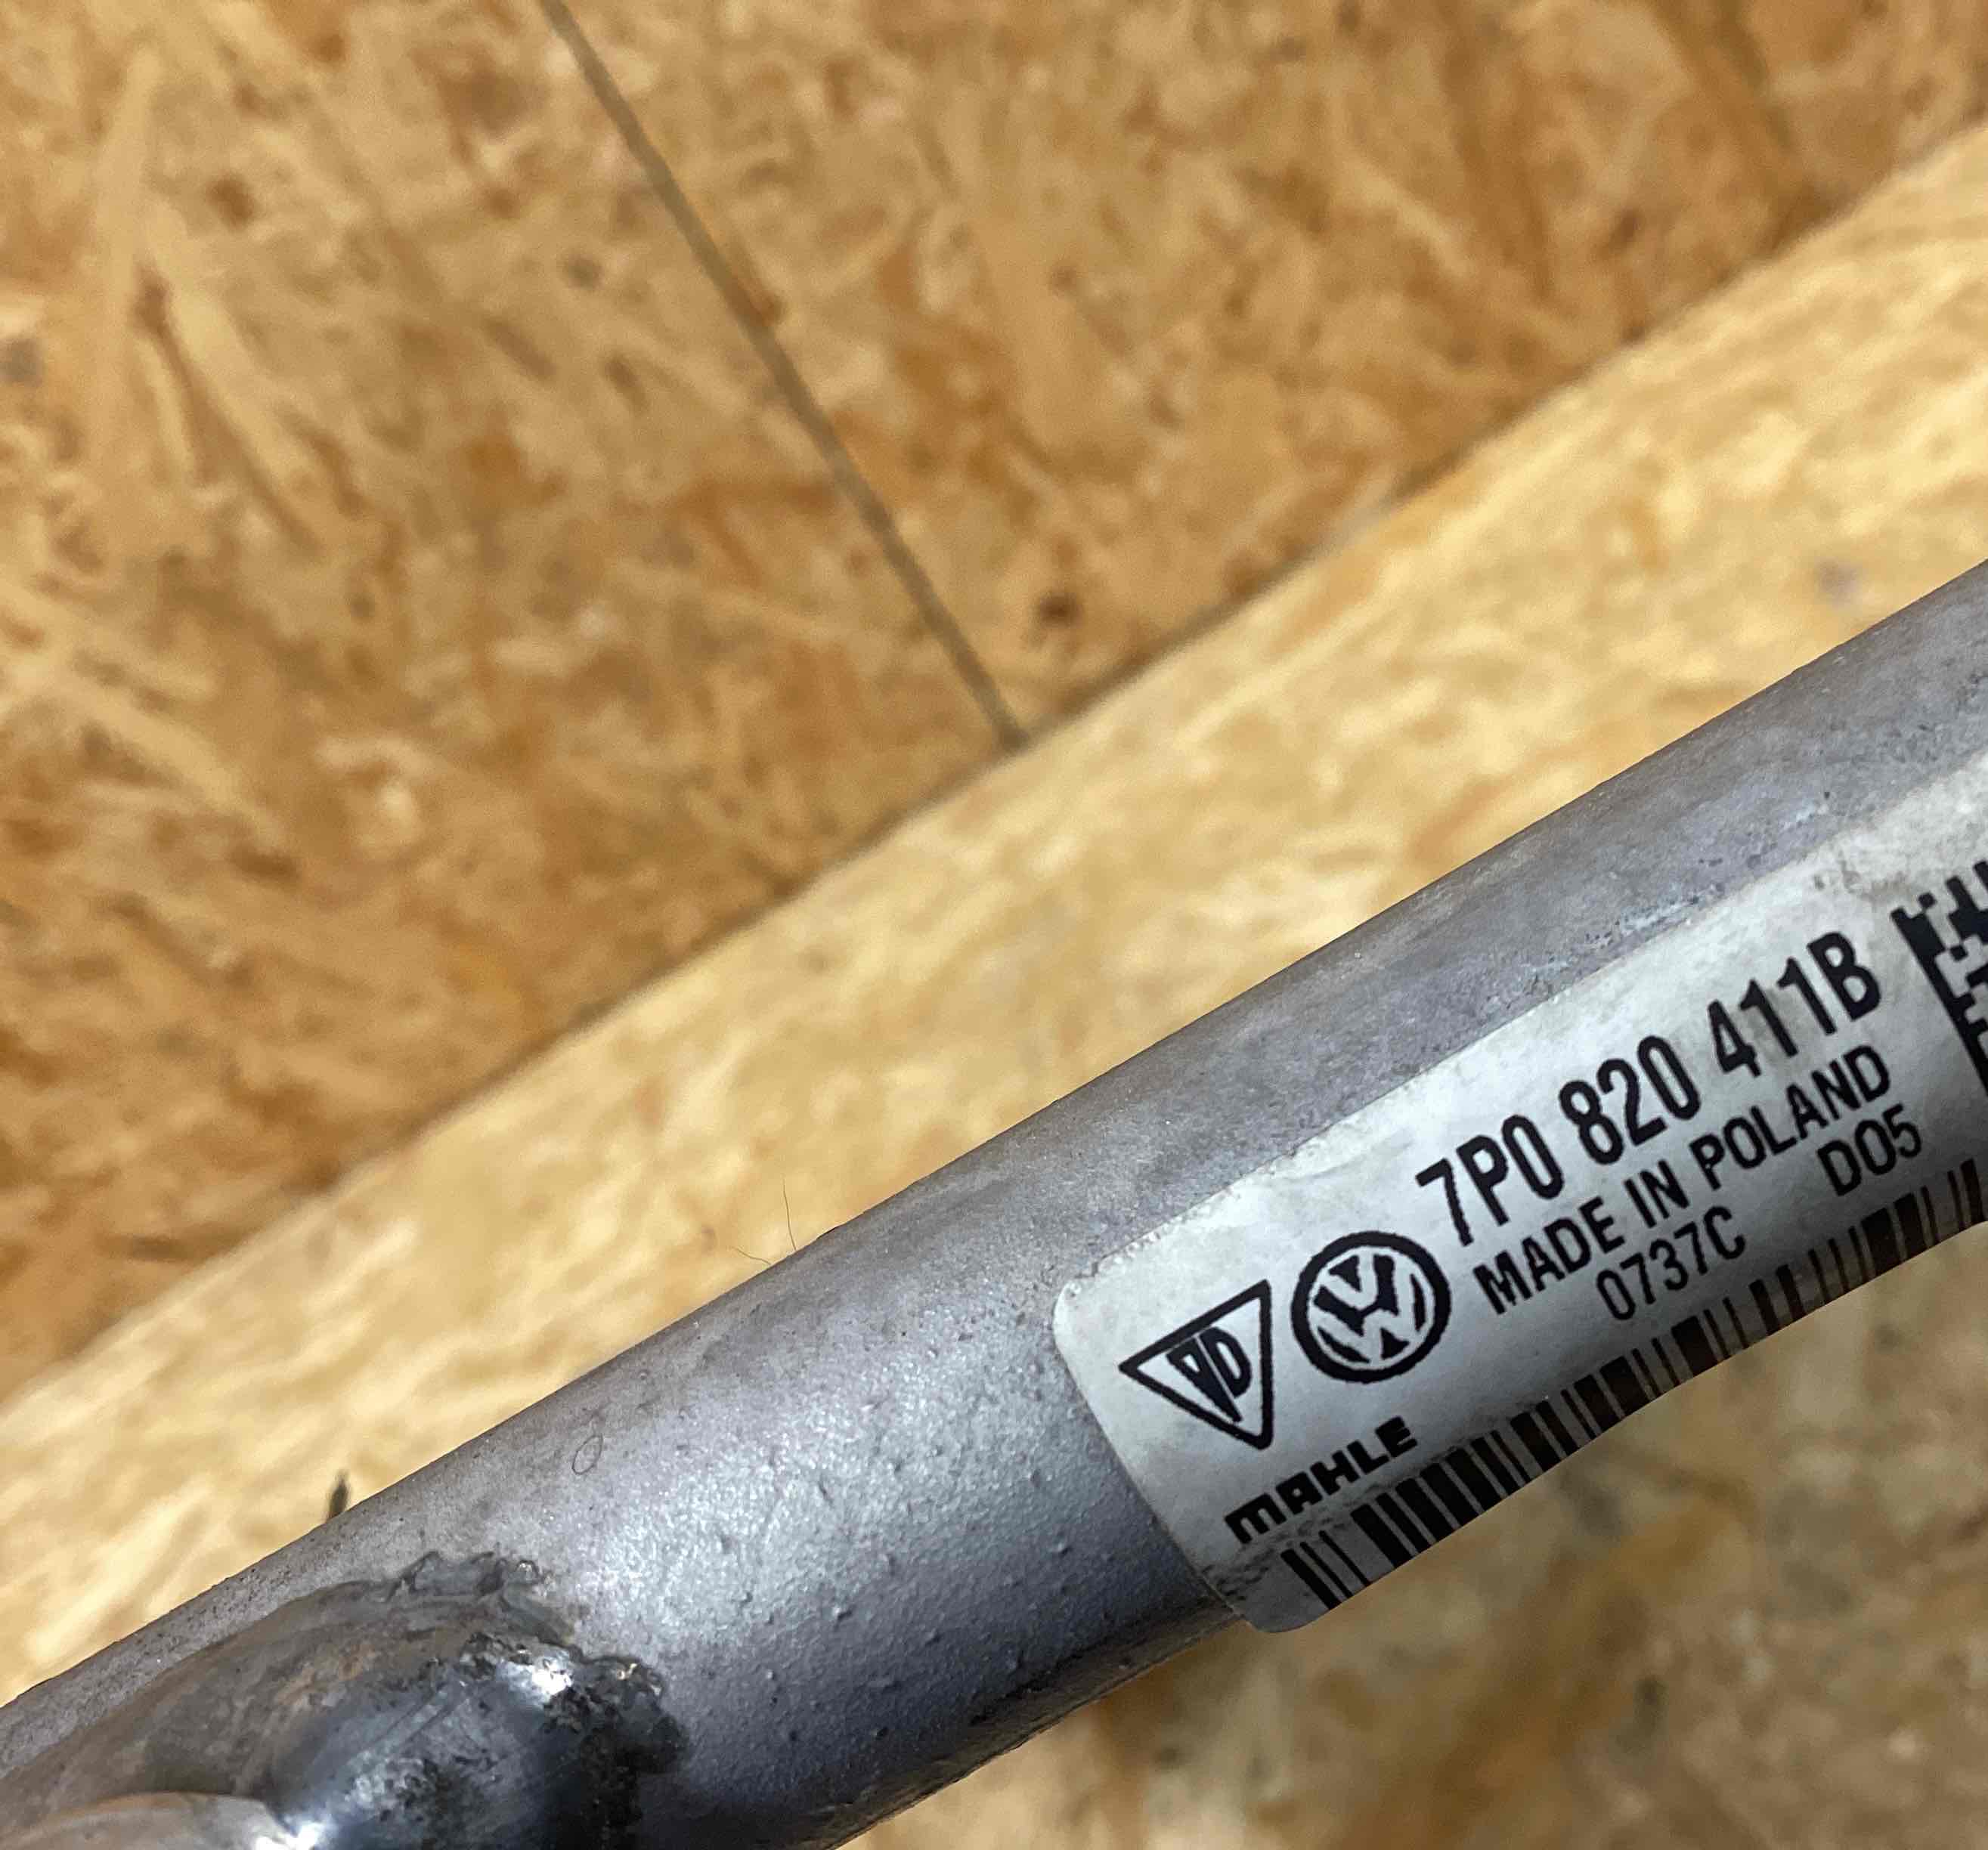 7P0 820 411B
MADE IN POLAND
0737C D05
MAHLE